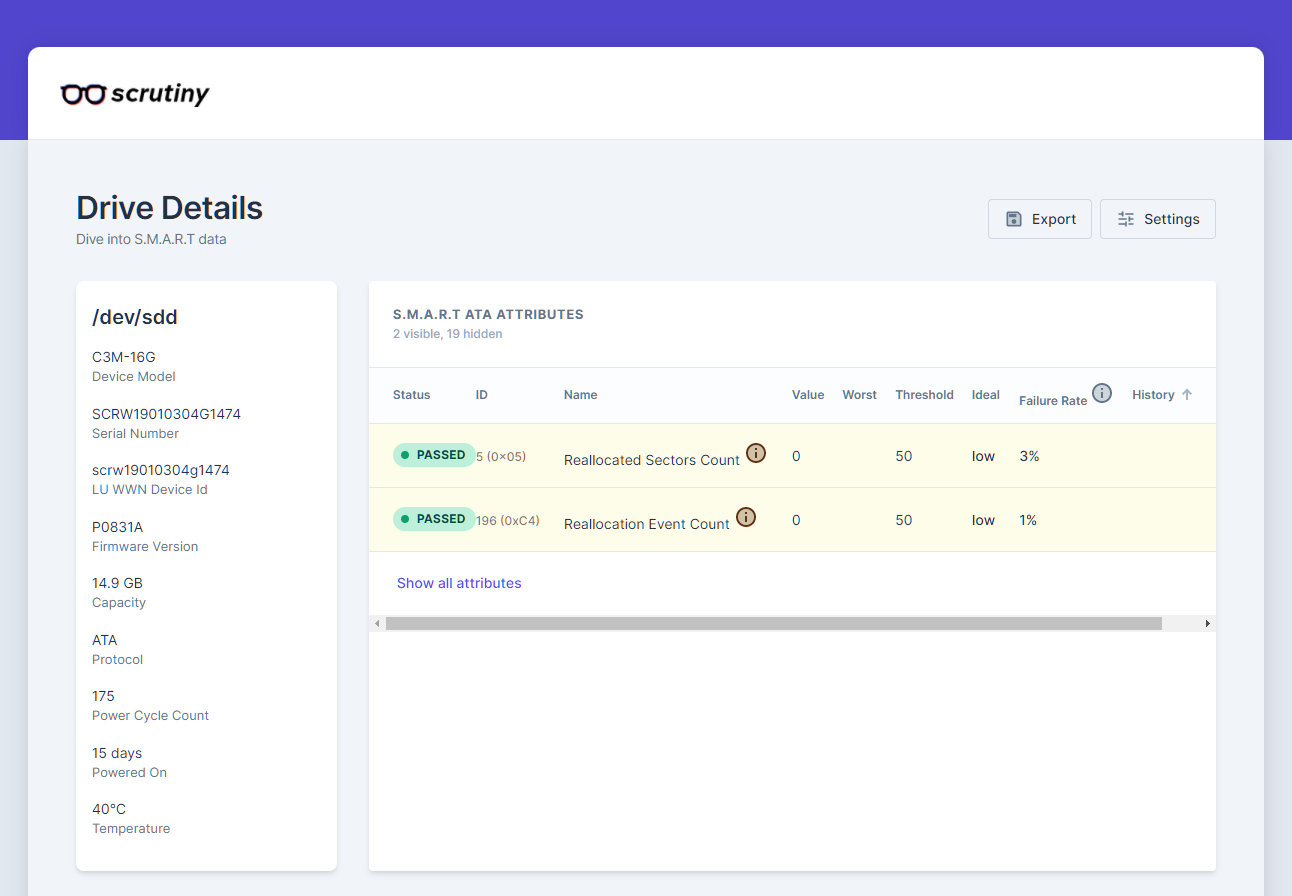 scrutiny
Drive Details
Dive into S.M.A.R.T data
Export
Settings
/dev/sdd
C3M-16G
Device Model
SCRW19010304G1474
Serial Number
scrw19010304g1474
LU WWN Device Id
P0831A
Firmware Version
14.9 GB
Capacity
ATA
Protocol
175
Power Cycle Count
15 days
Powered On
40°C
Temperature
S.M.A.R.T ATA ATTRIBUTES
2 visible, 19 hidden
Status ID Name Value Worst Threshold Ideal Failure Rate History
PASSED 5 (0x05) Reallocated Sectors Count 0 50 low 3%
PASSED 196 (0xC4) Reallocation Event Count 0 50 low 1%
Show all attributes